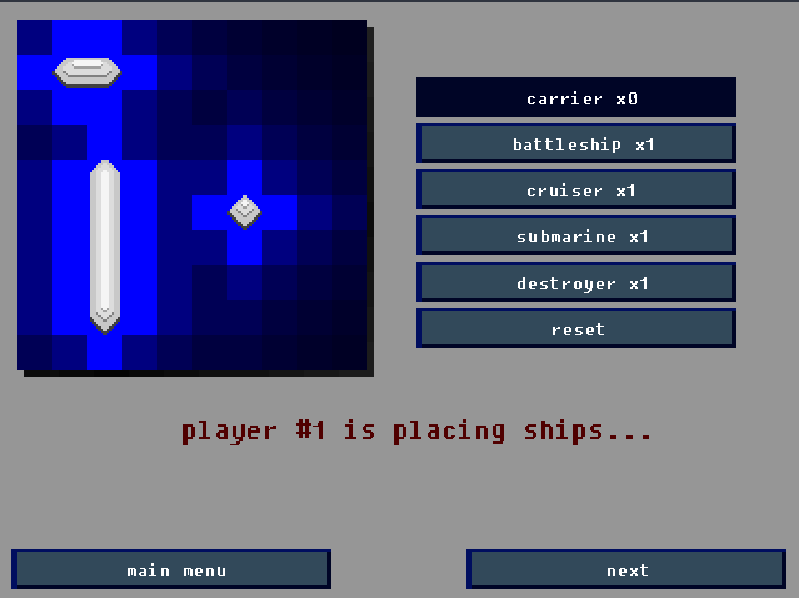 carrier x0
battleship x1
cruiser x1
submarine x1
destroyer x1
reset
player #1 is placing ships...
main menu
next